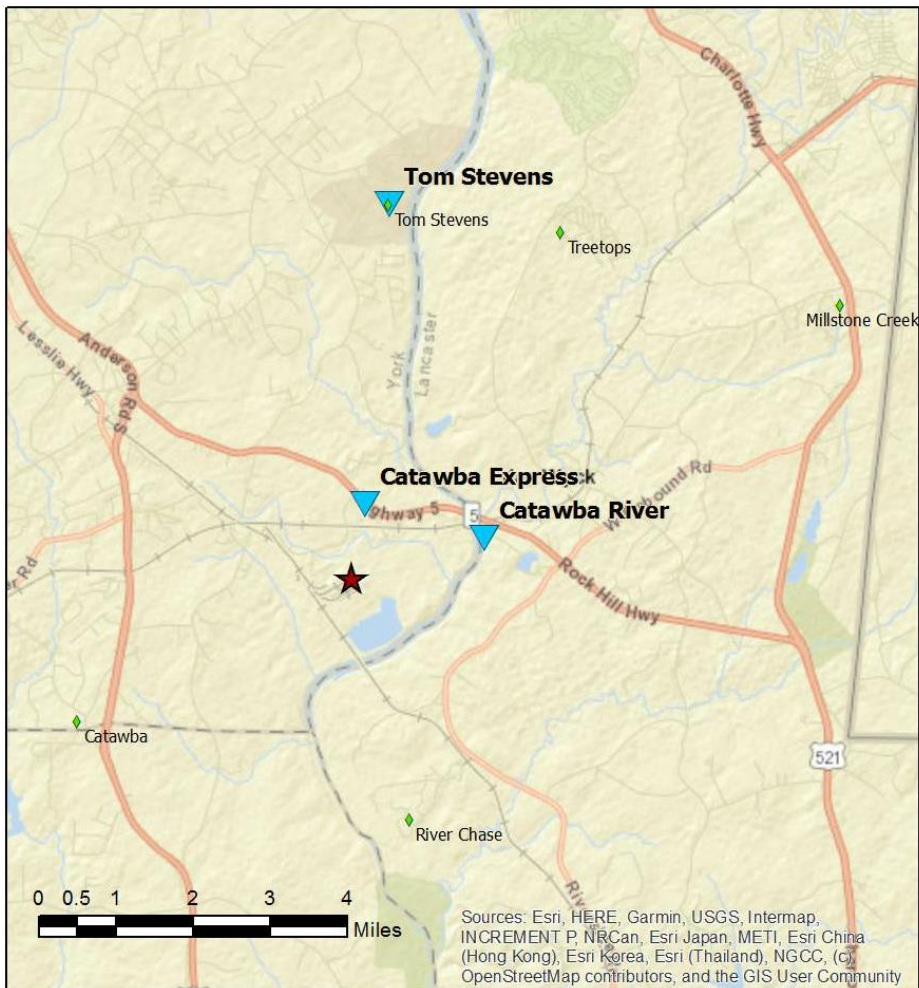 Charlotte Hwy
Tom Stevens
Tom Stevens
Treetops
Millstone Creek
York
Lancaster
Lesslie Hwy
Anderson Rd S
Catawba Express
ghway 5
5
Catawba River
Rd
Rock Hill Hwy
Rd
Catawba
521
River Chase
0 0.5 1 2 3 4
Miles
Sources: Esri, HERE, Garmin, USGS, Intermap,
INCREMENT P, NRCan, Esri Japan, METI, Esri China
(Hong Kong), Esri Korea, Esri (Thailand), NGCC, (c)
OpenStreetMap contributors, and the GIS User Community